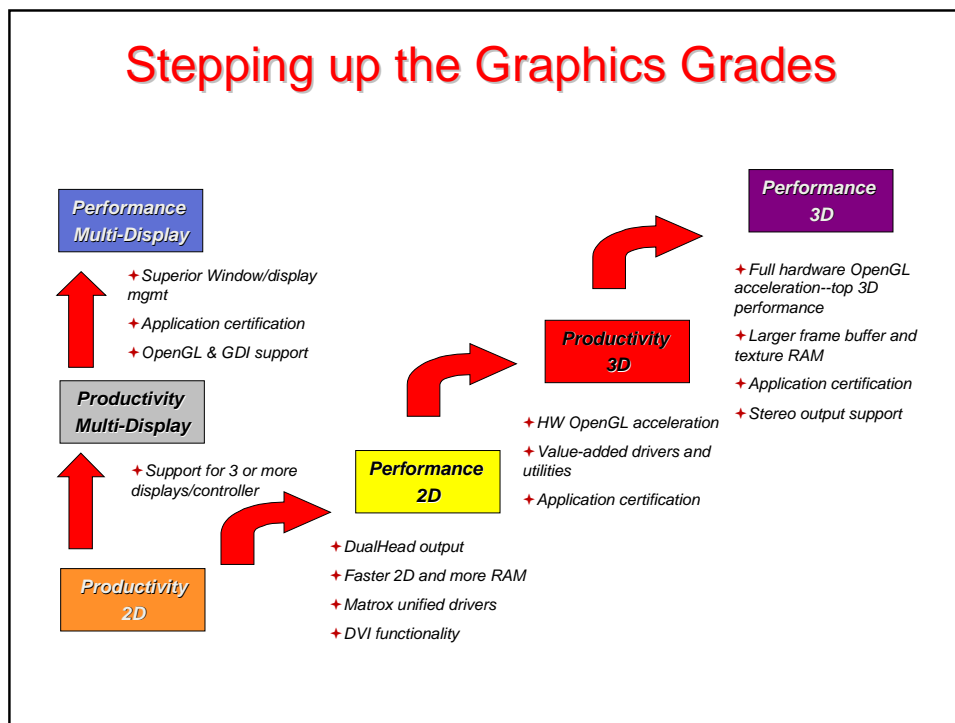 Stepping up the Graphics Grades
Performance
Multi-Display
✦Superior Window/display
mgmt
✦Application certification
✦OpenGL & GDI support
Productivity
Multi-Display
✦Support for 3 or more
displays/controller
Productivity
2D
Performance
2D
✦DualHead output
✦Faster 2D and more RAM
✦Matrox unified drivers
✦DVI functionality
Productivity
3D
✦HW OpenGL acceleration
✦Value-added drivers and
utilities
✦Application certification
Performance
3D
✦Full hardware OpenGL
acceleration--top 3D
performance
✦Larger frame buffer and
texture RAM
✦Application certification
✦Stereo output support